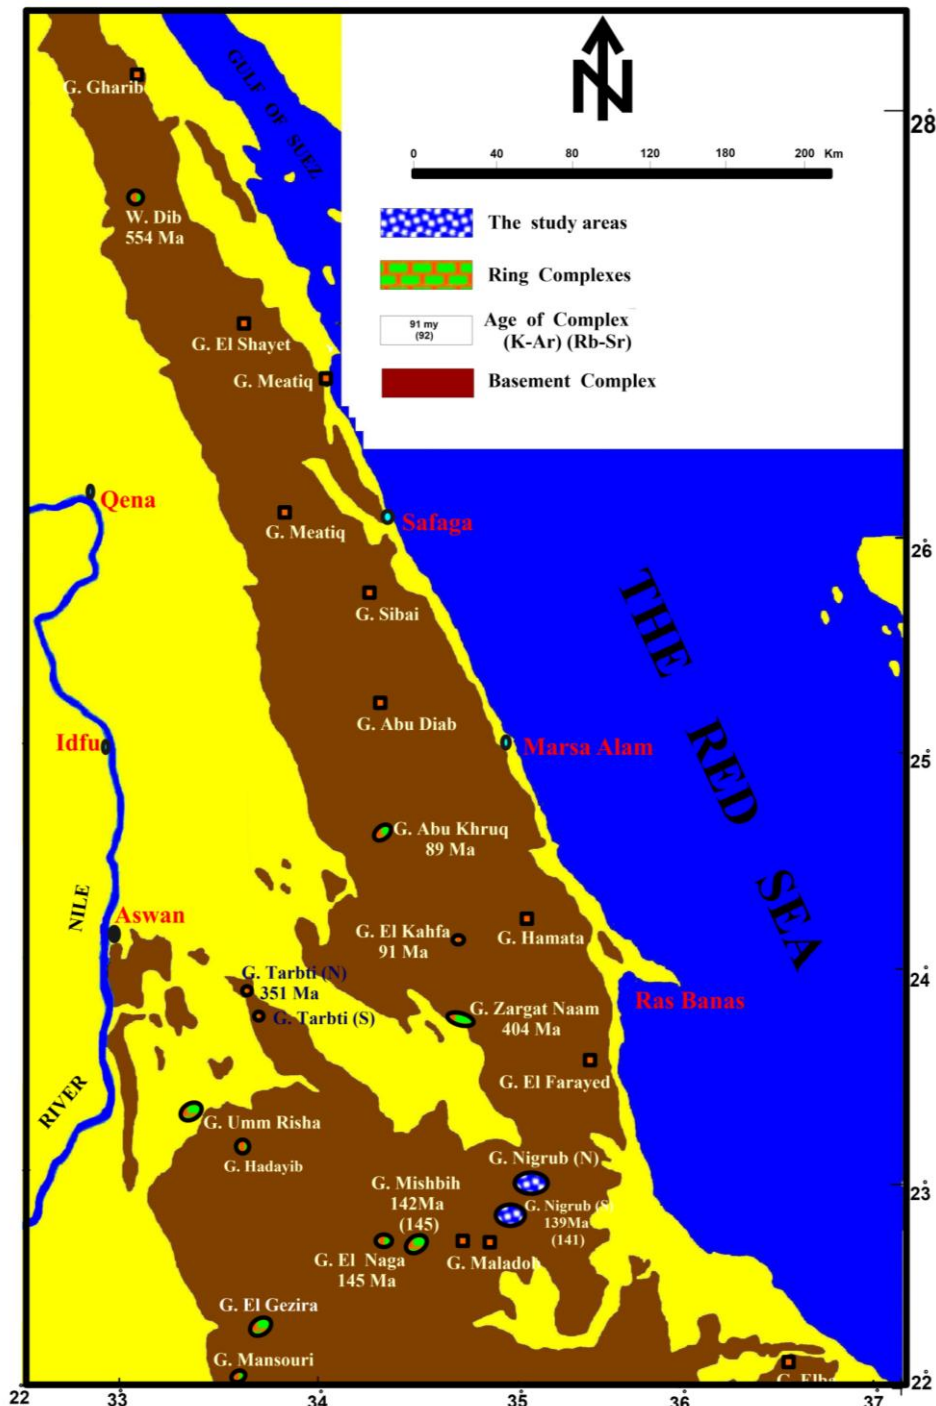 G. Gharib
GULF OF SUEZ
N
28°
0 40 80 120 180 200 Km
W. Dib
554 Ma
The study areas
Ring Complexes
91 my
(92)
Age of Complex
(K-Ar) (Rb-Sr)
Basement Complex
G. El Shayet
G. Meatiq
Qena
Safaga
G. Meatiq
26°
G. Sibai
THE RED SEA
G. Abu Diab
Idfu
Marsa Alam
25°
G. Abu Khruq
89 Ma
NILE
Aswan
G. El Kahfa
91 Ma
G. Hamata
G. Tarbti (N)
351 Ma
24°
G. Tarbti (S)
G. Zargat Naam
404 Ma
Ras Banas
G. El Farayed
RIVER
G. Umm Risha
G. Hadayib
G. Nigrub (N)
23°
G. Mishbih
142Ma
(145)
G. Nigrub (S)
139Ma
(141)
G. El Naga
145 Ma
G. Maladob
G. El Gezira
G. Mansouri
G. Elba
22°
22 33° 34° 35° 36° 37°